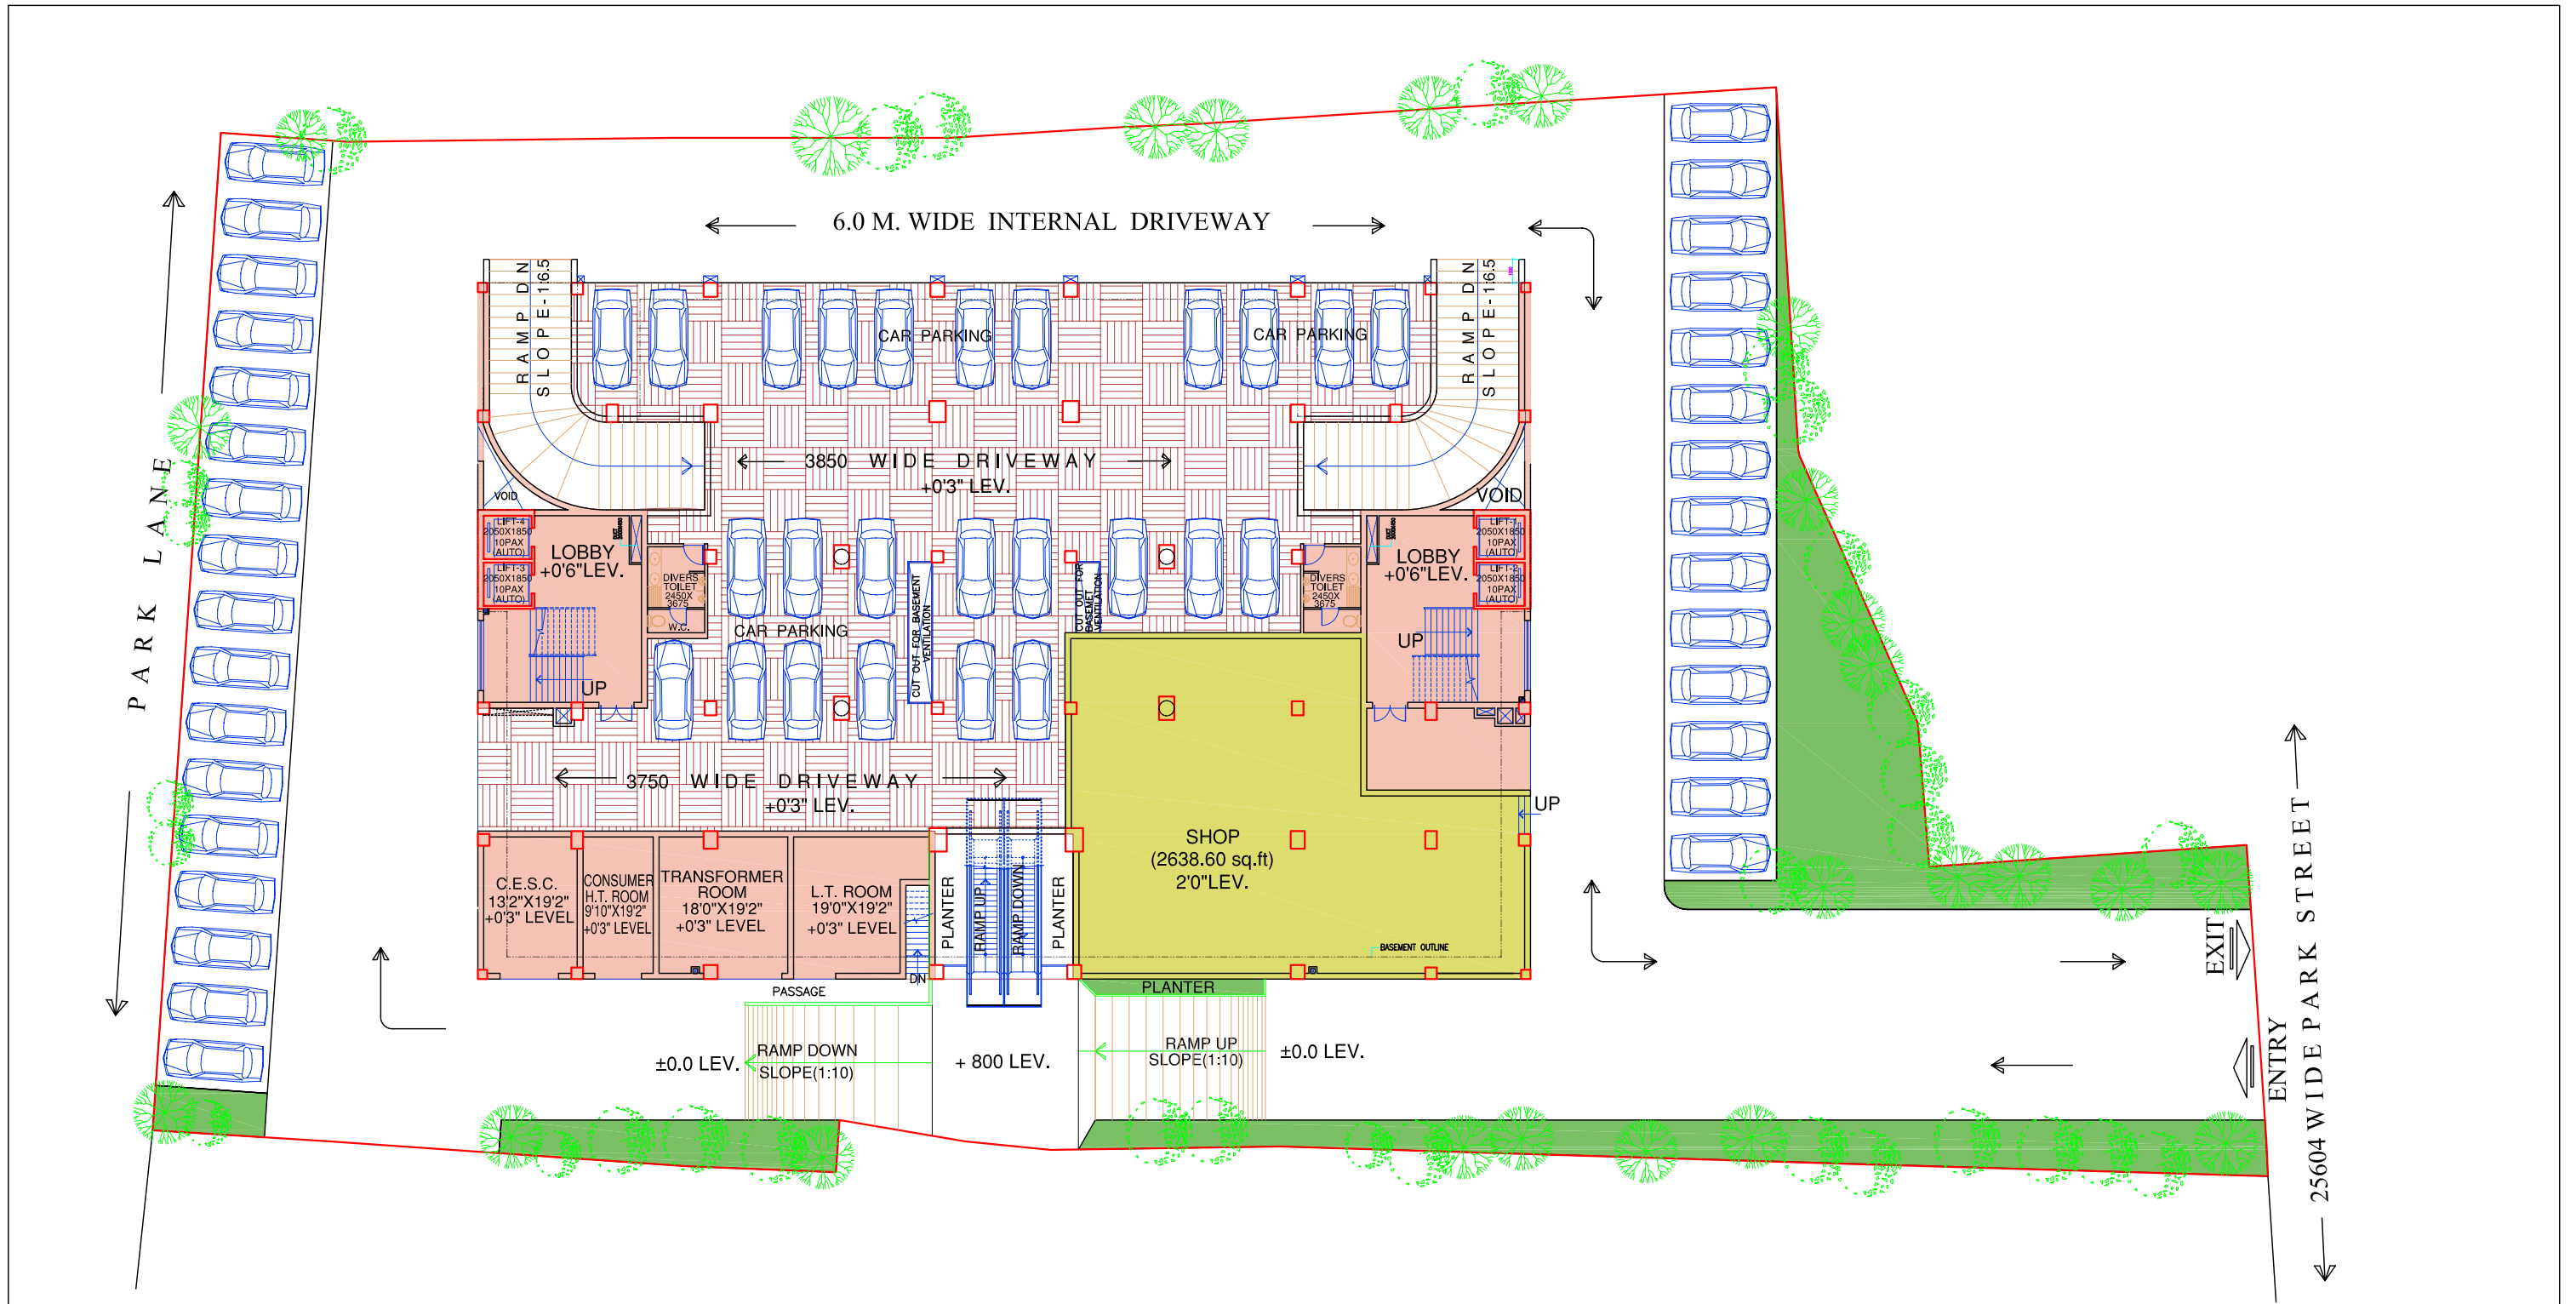 6.0 M. WIDE INTERNAL DRIVEWAY
RAMP DN
SLOPE-1:6.5
CAR PARKING
CAR PARKING
RAMP DN
SLOPE-1:6.5
3850 WIDE DRIVEWAY
+0'3" LEV.
VOID
VOID
LIFT-4
2050X1850
10PAX
(AUTO)
LIFT-3
2050X1850
10PAX
(AUTO)
LOBBY
+0'6"LEV.
DIVERS
TOILET
2450X
3675
W.C.
CAR PARKING
CUT OUT FOR BASEMENT
VENTILATION
CUT OUT FOR
BASEMET
VENTILATION
DIVERS
TOILET
2450X
3675
LOBBY
+0'6"LEV.
LIFT-1
2050X1850
10PAX
(AUTO)
LIFT-2
2050X1850
10PAX
(AUTO)
UP
UP
PARK LANE
3750 WIDE DRIVEWAY
+0'3" LEV.
UP
SHOP
(2638.60 sq.ft)
2'0"LEV.
C.E.S.C.
13'2"X19'2"
+0'3" LEVEL
CONSUMER
H.T. ROOM
9'10"X19'2"
+0'3" LEVEL
TRANSFORMER
ROOM
18'0"X19'2"
+0'3" LEVEL
L.T. ROOM
19'0"X19'2"
+0'3" LEVEL
PLANTER
RAMP UP
RAMP DOWN
PLANTER
BASEMENT OUTLINE
DN
PASSAGE
PLANTER
±0.0 LEV.
RAMP DOWN
SLOPE(1:10)
+ 800 LEV.
RAMP UP
SLOPE(1:10)
±0.0 LEV.
EXIT
ENTRY
25604 WIDE PARK STREET